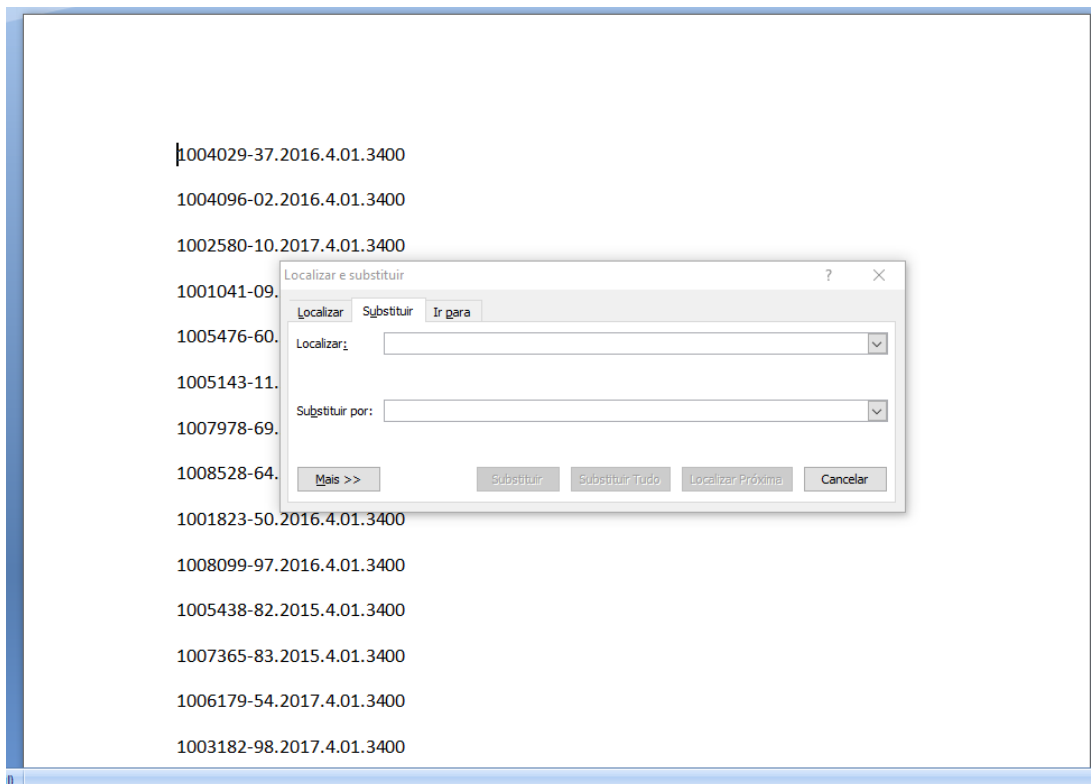 1004029-37.2016.4.01.3400
1004096-02.2016.4.01.3400
1002580-10.2017.4.01.3400
1001041-09.
1005476-60.
1005143-11.
1007978-69.
1008528-64.
Localizar e substituir
Localizar Substituir Ir para
Localizar:
Substituir por:
Mais >> Substituir Substituir Tudo Localizar Próxima Cancelar
1001823-50.2016.4.01.3400
1008099-97.2016.4.01.3400
1005438-82.2015.4.01.3400
1007365-83.2015.4.01.3400
1006179-54.2017.4.01.3400
1003182-98.2017.4.01.3400